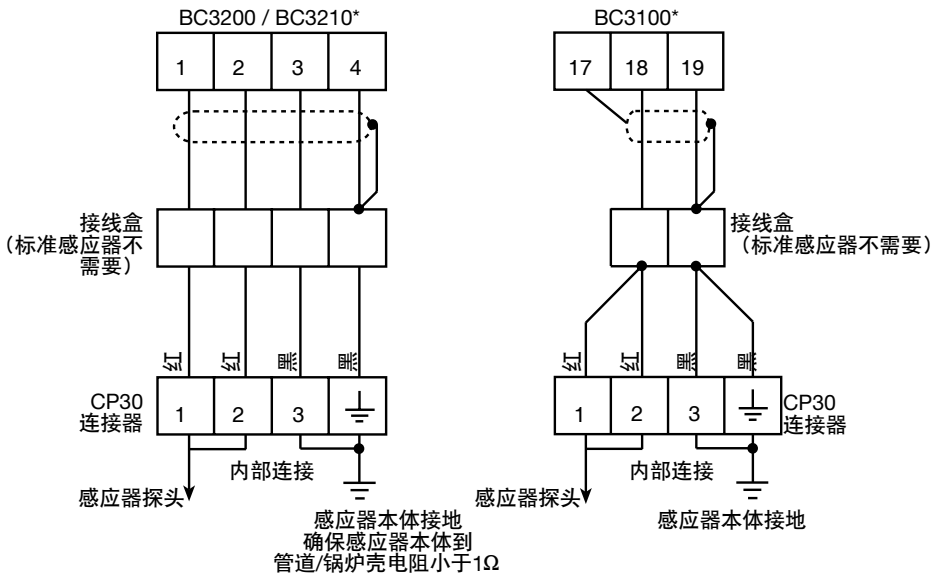 BC3200 / BC3210*
1 2 3 4
接线盒
（标准感应器不
需要）
红 红 黑 黑
CP30
连接器
1 2 3
内部连接
感应器探头
感应器本体接地
确保感应器本体到
管道/锅炉壳电阻小于1Ω
BC3100*
17 18 19
接线盒
（标准感应器不需要）
红 红 黑 黑
1 2 3
CP30
连接器
内部连接
感应器探头
感应器本体接地